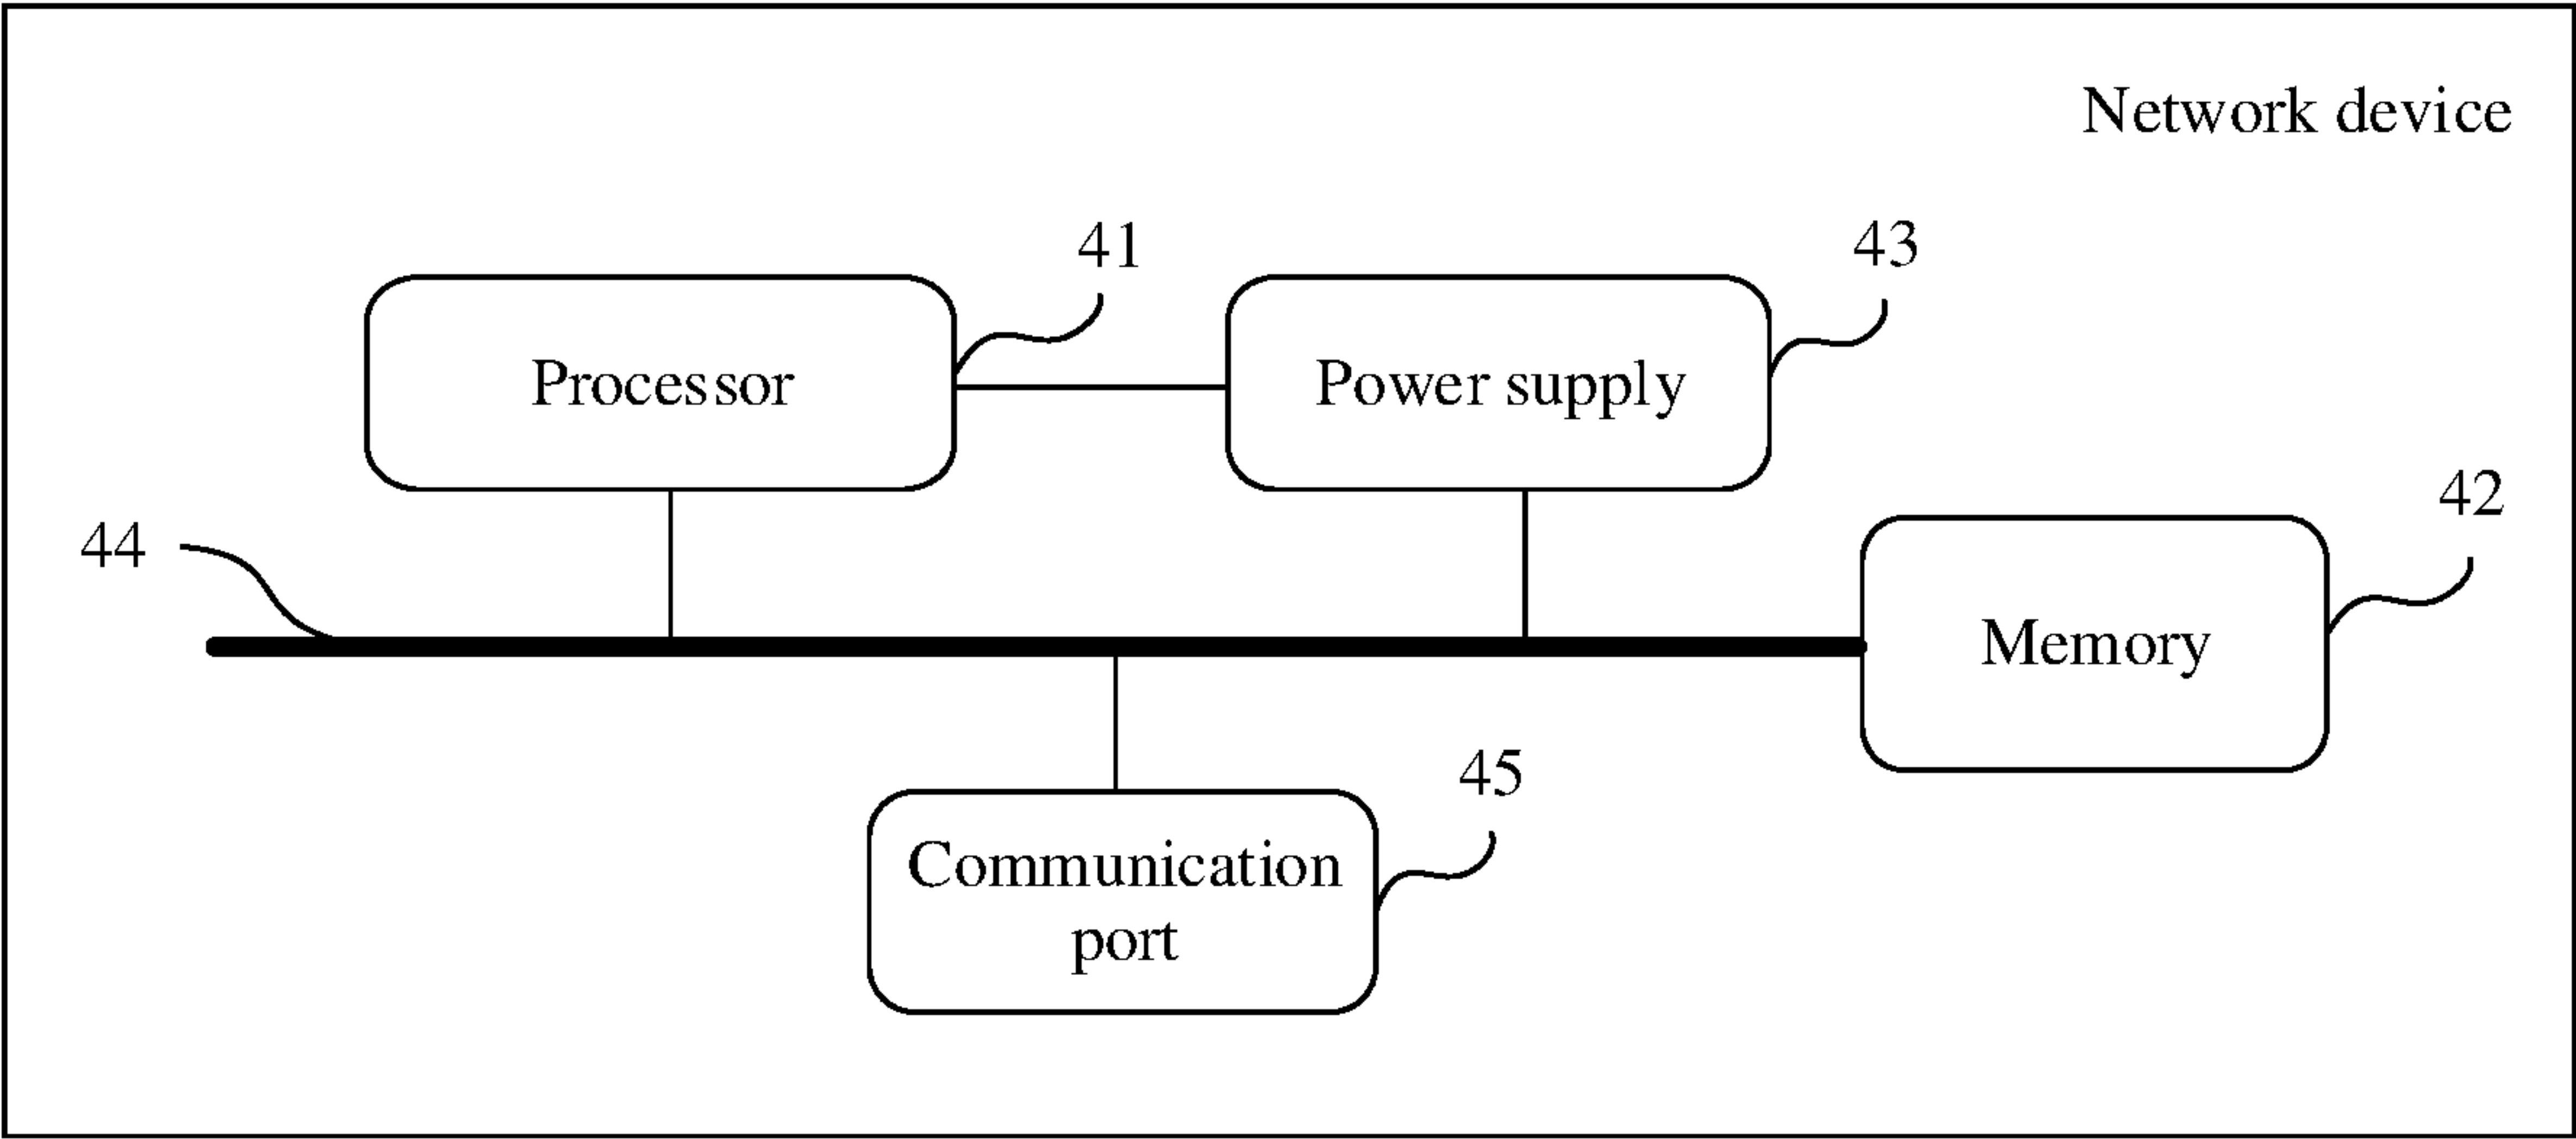 Network device
41
43
Processor
Power supply
42
44
Memory
45
Communication
port